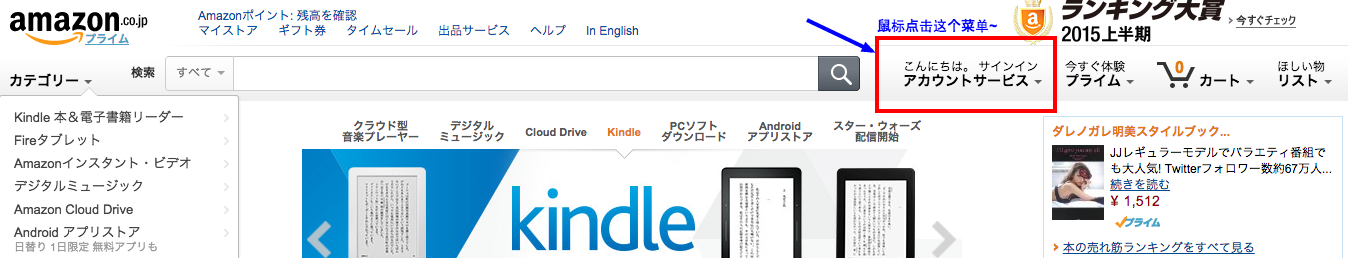 amazon.co.jp
プライム
Amazonポイント: 残高を確認
マイストア ギフト券 タイムセール 出品サービス ヘルプ In English
鼠标点击这个菜单~
ランキング大賞
2015上半期
今すぐチェック
カテゴリー
検索
すべて
こんにちは。サインイン
アカウントサービス
今すぐ体験
プライム
0
カート
ほしい物
リスト
Kindle 本＆電子書籍リーダー
Fireタブレット
Amazonインスタント・ビデオ
デジタルミュージック
Amazon Cloud Drive
Android アプリストア
日替り 1日限定 無料アプリも
クラウド型
音楽プレーヤー
デジタル
ミュージック
Cloud Drive
Kindle
PCソフト
ダウンロード
Android
アプリストア
スター・ウォーズ
配信開始
kindle
ダレノガレ明美スタイルブック...
JJレギュラーモデルでバラエティ番組で
も大人気! Twitterフォロワー数約67万人...
続きを読む
¥ 1,512
プライム
本の売れ筋ランキングをすべて見る